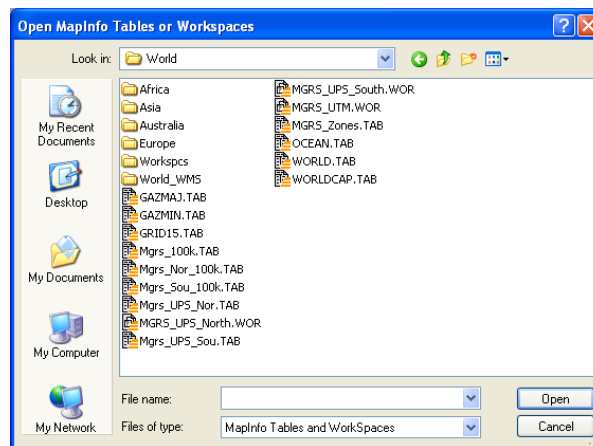 Open MapInfo Tables or Workspaces
Look in: World
My Recent
Documents
Desktop
My Documents
My Computer
My Network
Africa
Asia
Australia
Europe
Workspcs
World_WMS
GAZMAJ.TAB
GAZMIN.TAB
GRID15.TAB
Mgrs_100k.TAB
Mgrs_Nor_100k.TAB
Mgrs_Sou_100k.TAB
Mgrs_UPS_Nor.TAB
MGRS_UPS_North.WOR
Mgrs_UPS_Sou.TAB
MGRS_UPS_South.WOR
MGRS_UTM.WOR
MGRS_Zones.TAB
OCEAN.TAB
WORLD.TAB
WORLDCAP.TAB
File name:
Open
Files of type: MapInfo Tables and WorkSpaces
Cancel